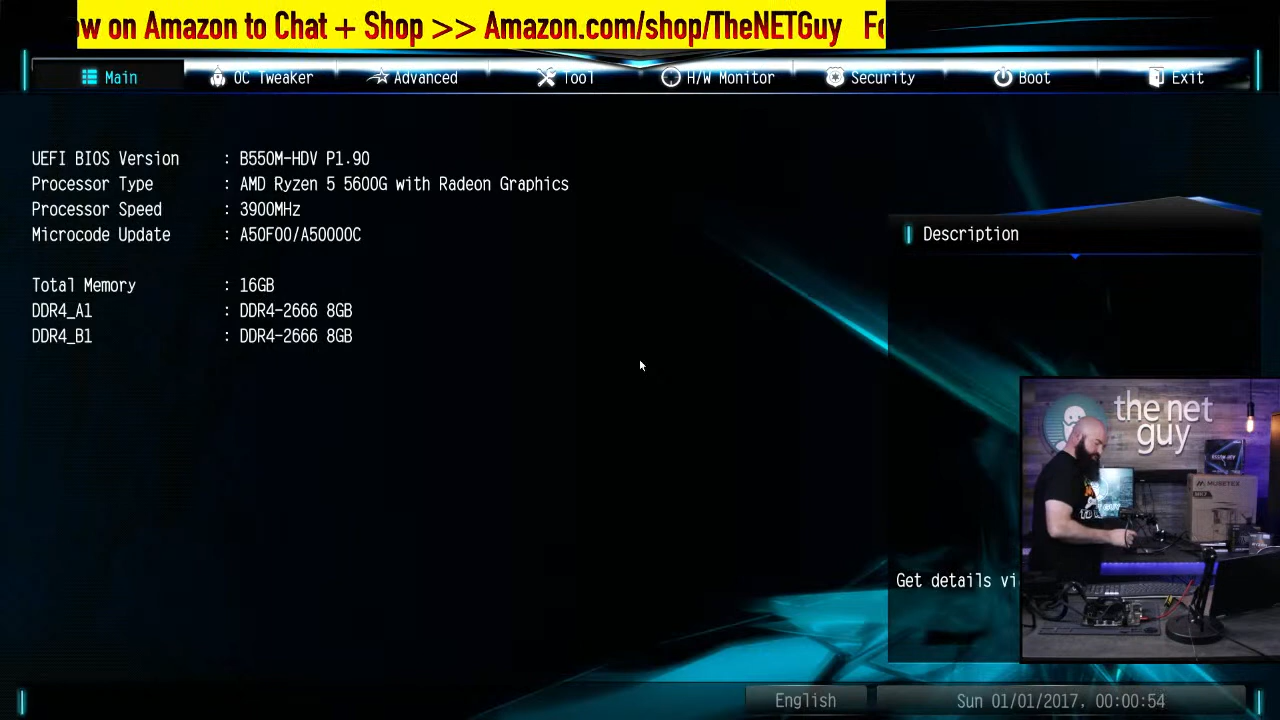 ow on Amazon to Chat + Shop >> Amazon.com/shop/TheNETGuy Fo
Main OC Tweaker Advanced Tool H/W Monitor Security Boot Exit
UEFI BIOS Version : B550M-HDV P1.90
Processor Type : AMD Ryzen 5 5600G with Radeon Graphics
Processor Speed : 3900MHz
Microcode Update : A50F00/A50000C
Total Memory : 16GB
DDR4_A1 : DDR4-2666 8GB
DDR4_B1 : DDR4-2666 8GB
Description
Get details vi
the net
guy
MUSETEX
English
Sun 01/01/2017, 00:00:54